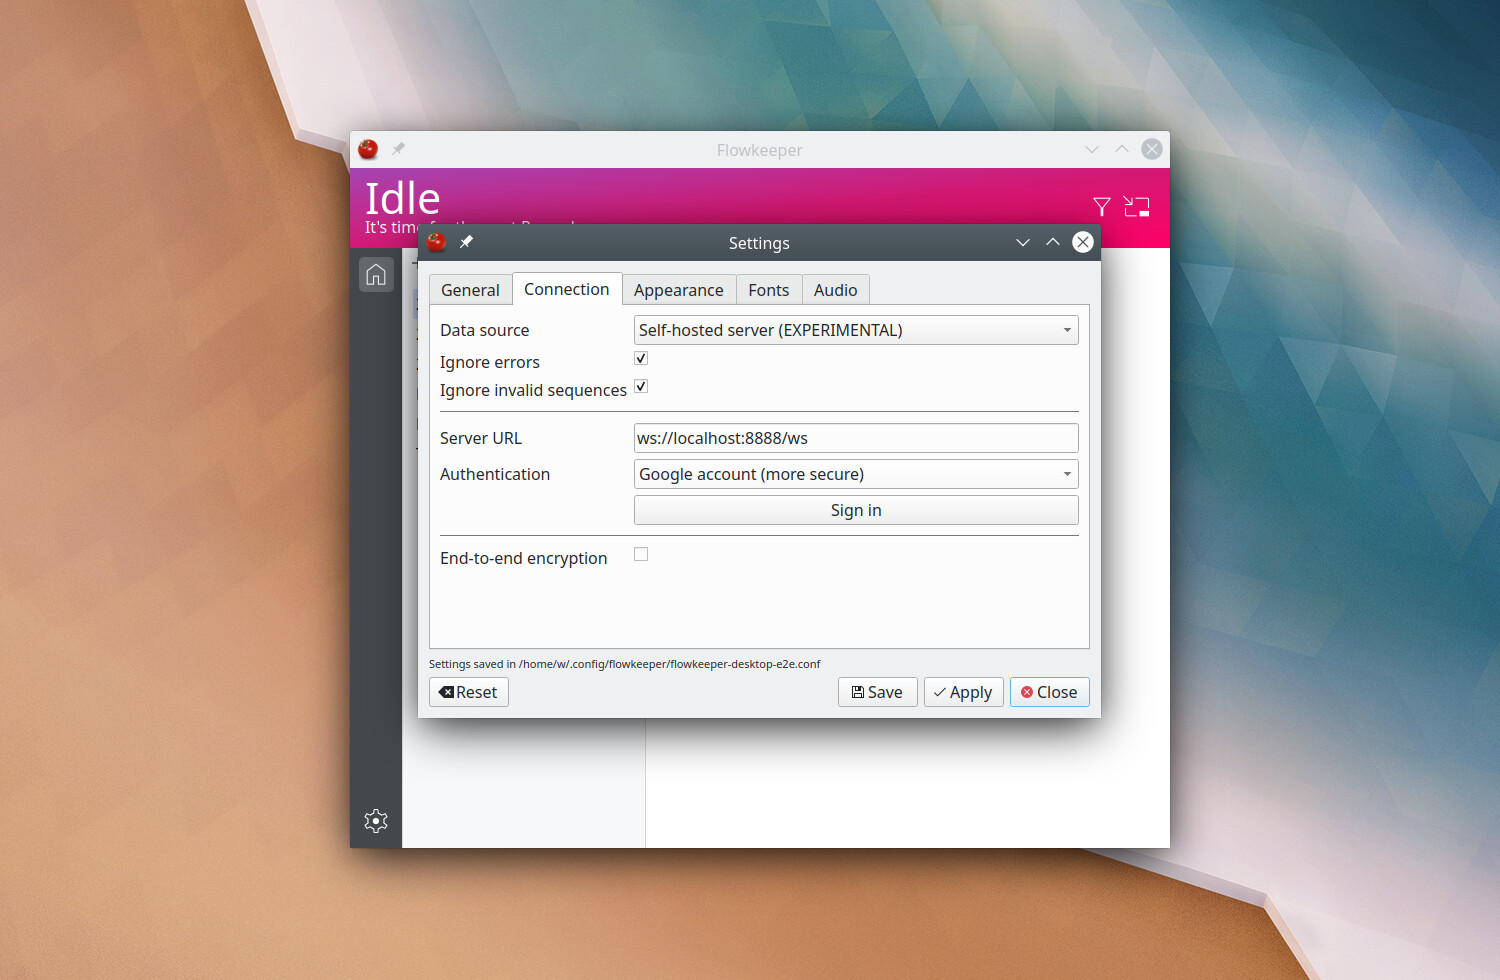 Flowkeeper
Idle
It's time
Settings
General Connection Appearance Fonts Audio
Data source Self-hosted server (EXPERIMENTAL)
Ignore errors
Ignore invalid sequences
Server URL ws://localhost:8888/ws
Authentication Google account (more secure)
Sign in
End-to-end encryption
Settings saved in /home/w/.config/flowkeeper/flowkeeper-desktop-e2e.conf
Reset Save Apply Close